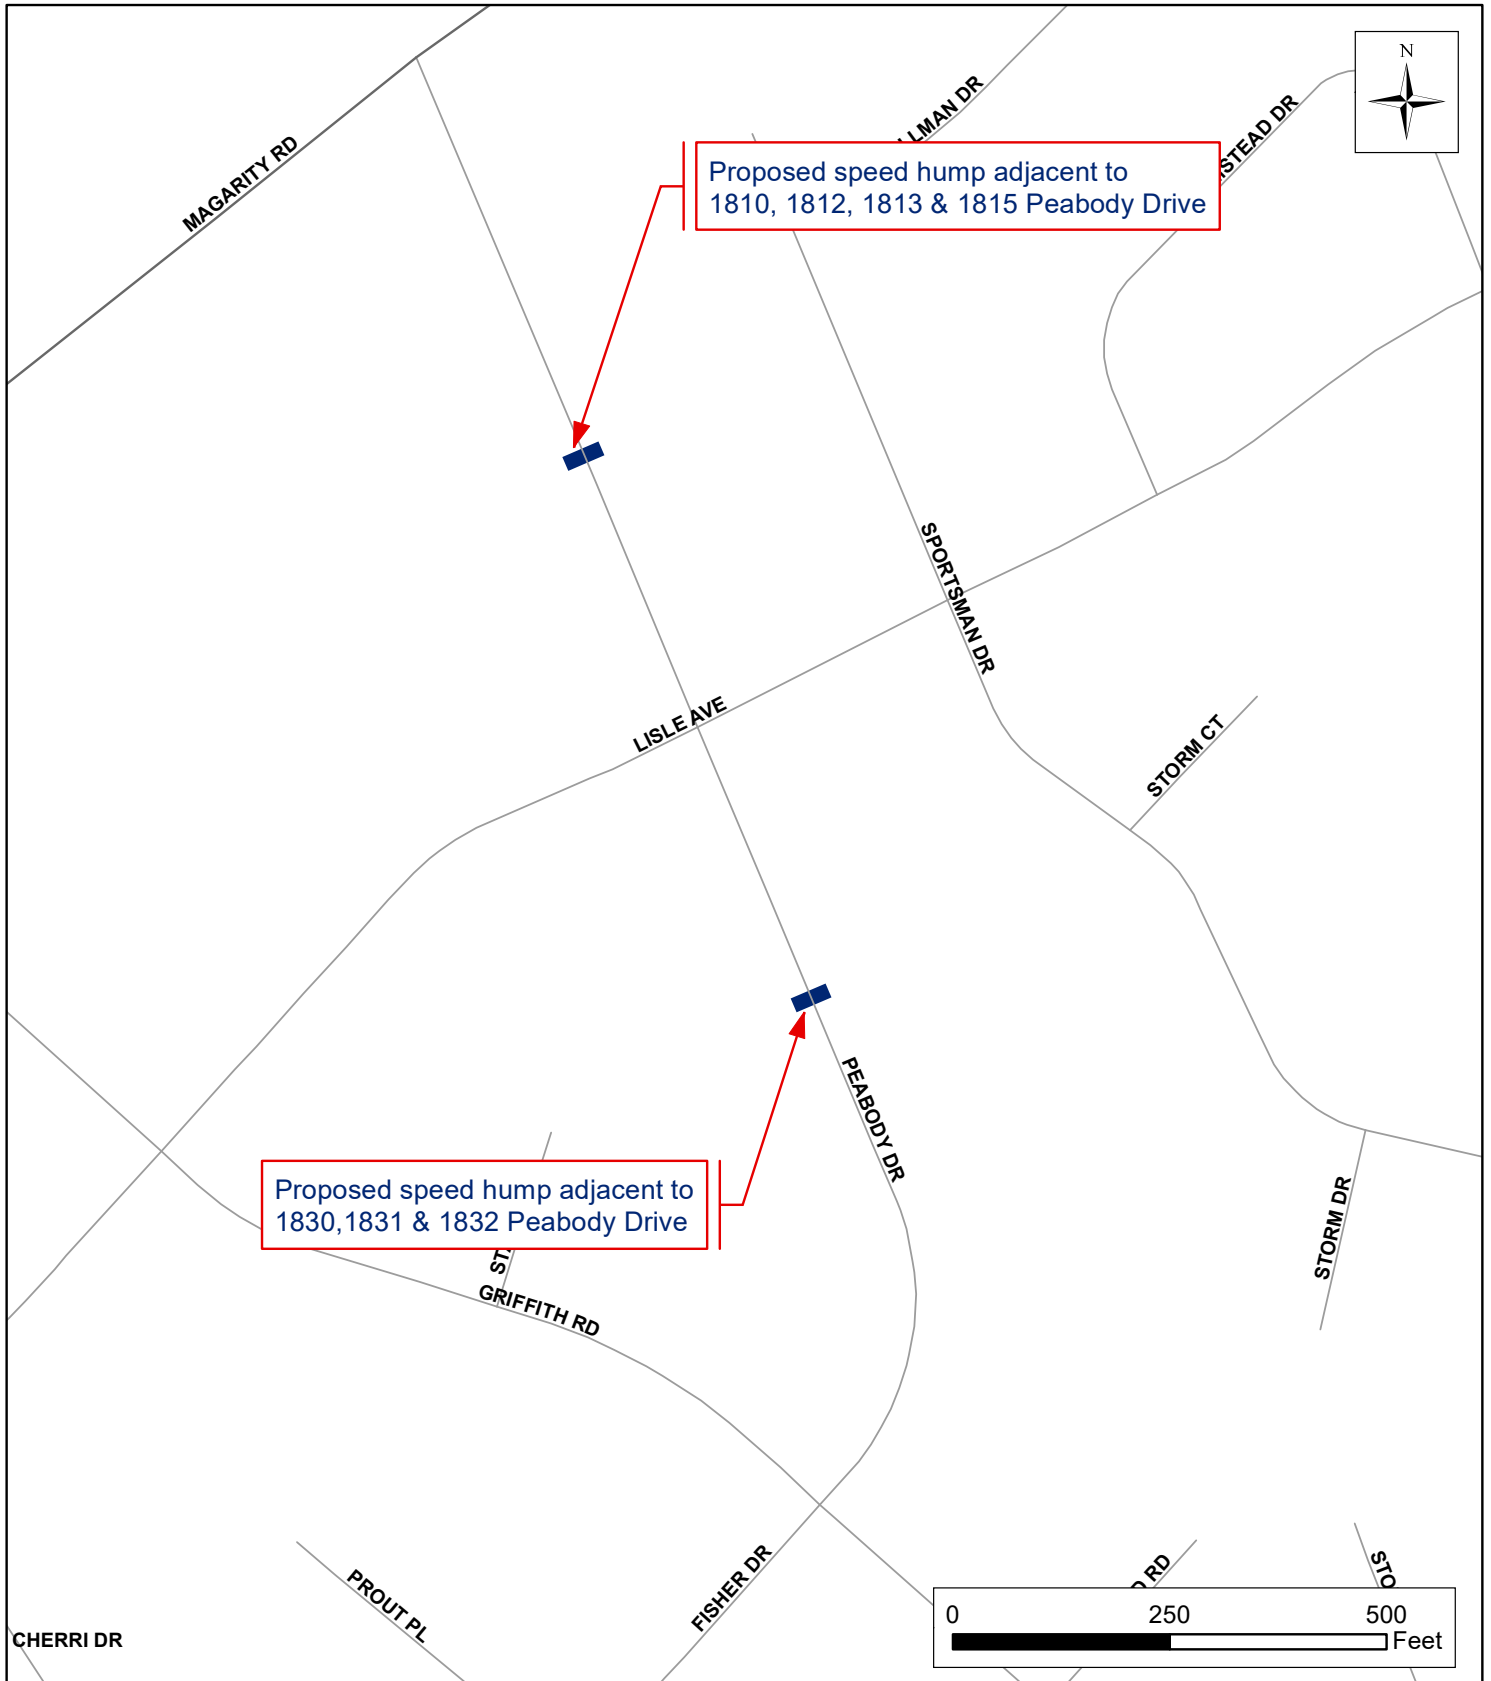 N
LLMAN DR
STEAD DR
MAGARITY RD
Proposed speed hump adjacent to
1810, 1812, 1813 & 1815 Peabody Drive
SPORTSMAN DR
LISLE AVE
STORM CT
PEABODY DR
Proposed speed hump adjacent to
1830,1831 & 1832 Peabody Drive
STORM DR
ST
GRIFFITH RD
PROUT PL
FISHER DR
D RD
STO
CHERRI DR
0 250 500
Feet